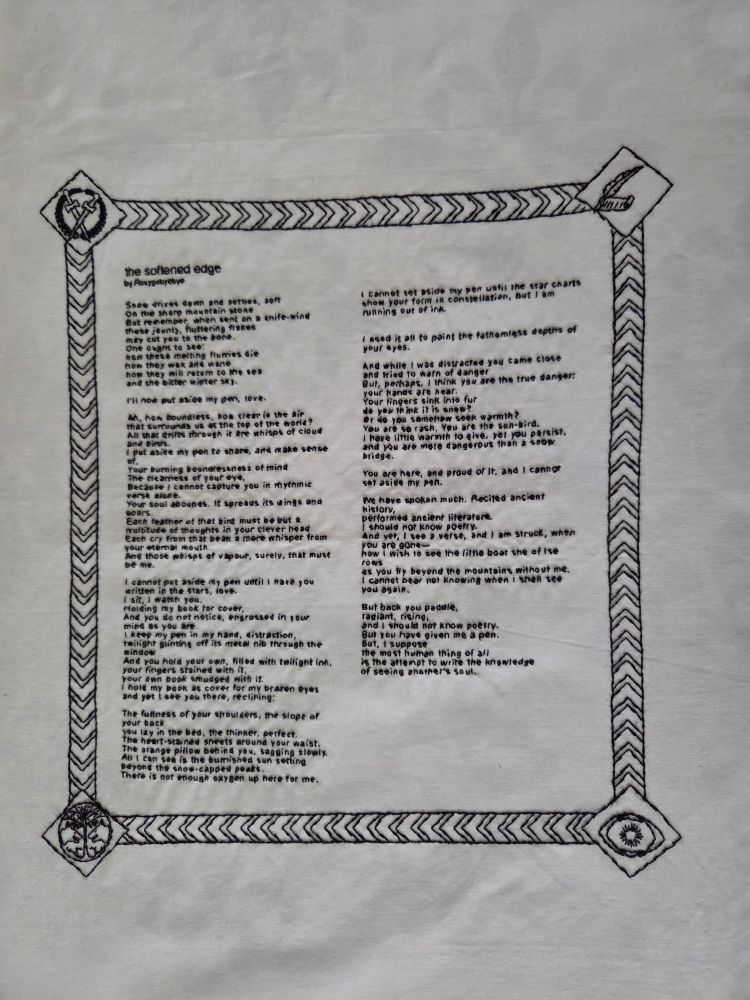 the softened edge
by Roxygobyebye
Snow drives down and settles, soft
On the sharp mountain stone
But remember, when sent on a knife-wind
these jaunty, fluttering flakes
may cut you to the bone.
One ought to see:
how these melting flurries die
how they wax and wane
how they will return to the sea
and the bitter winter sky.
I'll now put aside my pen, love.
Ah, how boundless, how clear is the air
that surrounds us at the top of the world?
All that drifts through it are whisps of cloud
and birds.
I put aside my pen to share, and make sense
of.
Your burning boundlessness of mind
The clearness of your eye,
Because I cannot capture you in rhythmic
verse alone.
Your soul abounds. It spreads its wings and
soars.
Each feather of that bird must be but a
multitude of thoughts in your clever head
Each cry from that beak a mere whisper from
your eternal mouth
And those whisps of vapour, surely, that must
be me.
I cannot put aside my pen until I have you
written in the stars, love.
I sit, I watch you.
Holding my book for cover,
And you do not notice, engrossed in your
mind as you are
I keep my pen in my hand, distraction,
twilight glinting off its metal nib through the
window
And you hold your own, filled with twilight ink,
your fingers stained with it,
your own book smudged with it
I hold my book as cover for my brazen eyes
and yet I see you there, reclining:
The fullness of your shoulders, the slope of
your back
you lay in the bed, the thinker, perfect.
The heart-stained sheets around your waist.
The orange pillow behind you, sagging slowly.
All I can see is the burnished sun setting
beyond the snow-capped peaks.
There is not enough oxygen up here for me.
I cannot set aside my pen until the star charts
show your form in constellation, but I am
running out of ink.
I used it all to paint the fathomless depths of
your eyes.
And while I was distracted you came close
and tried to warn of danger
But, perhaps, I think you are the true danger:
your hands are near.
Your fingers sink into fur
do you think it is snow?
Or do you somehow seek warmth?
You are so rash. You are the sun-bird.
I have little warmth to give, yet you persist,
and you are more dangerous than a snow
bridge.
You are here, and proud of it, and I cannot
set aside my pen.
We have spoken much. Recited ancient
history,
performed ancient literature.
I should not know poetry.
And yet, I see a verse, and I am struck, when
you are gone—
how I wish to see the little boat she of Ise
rows
as you fly beyond the mountains without me.
I cannot bear not knowing when I shall see
you again.
But back you paddle,
radiant, rising,
and I should not know poetry.
But you have given me a pen.
But, I suppose
the most human thing of all
is the attempt to write the knowledge
of seeing another's soul.